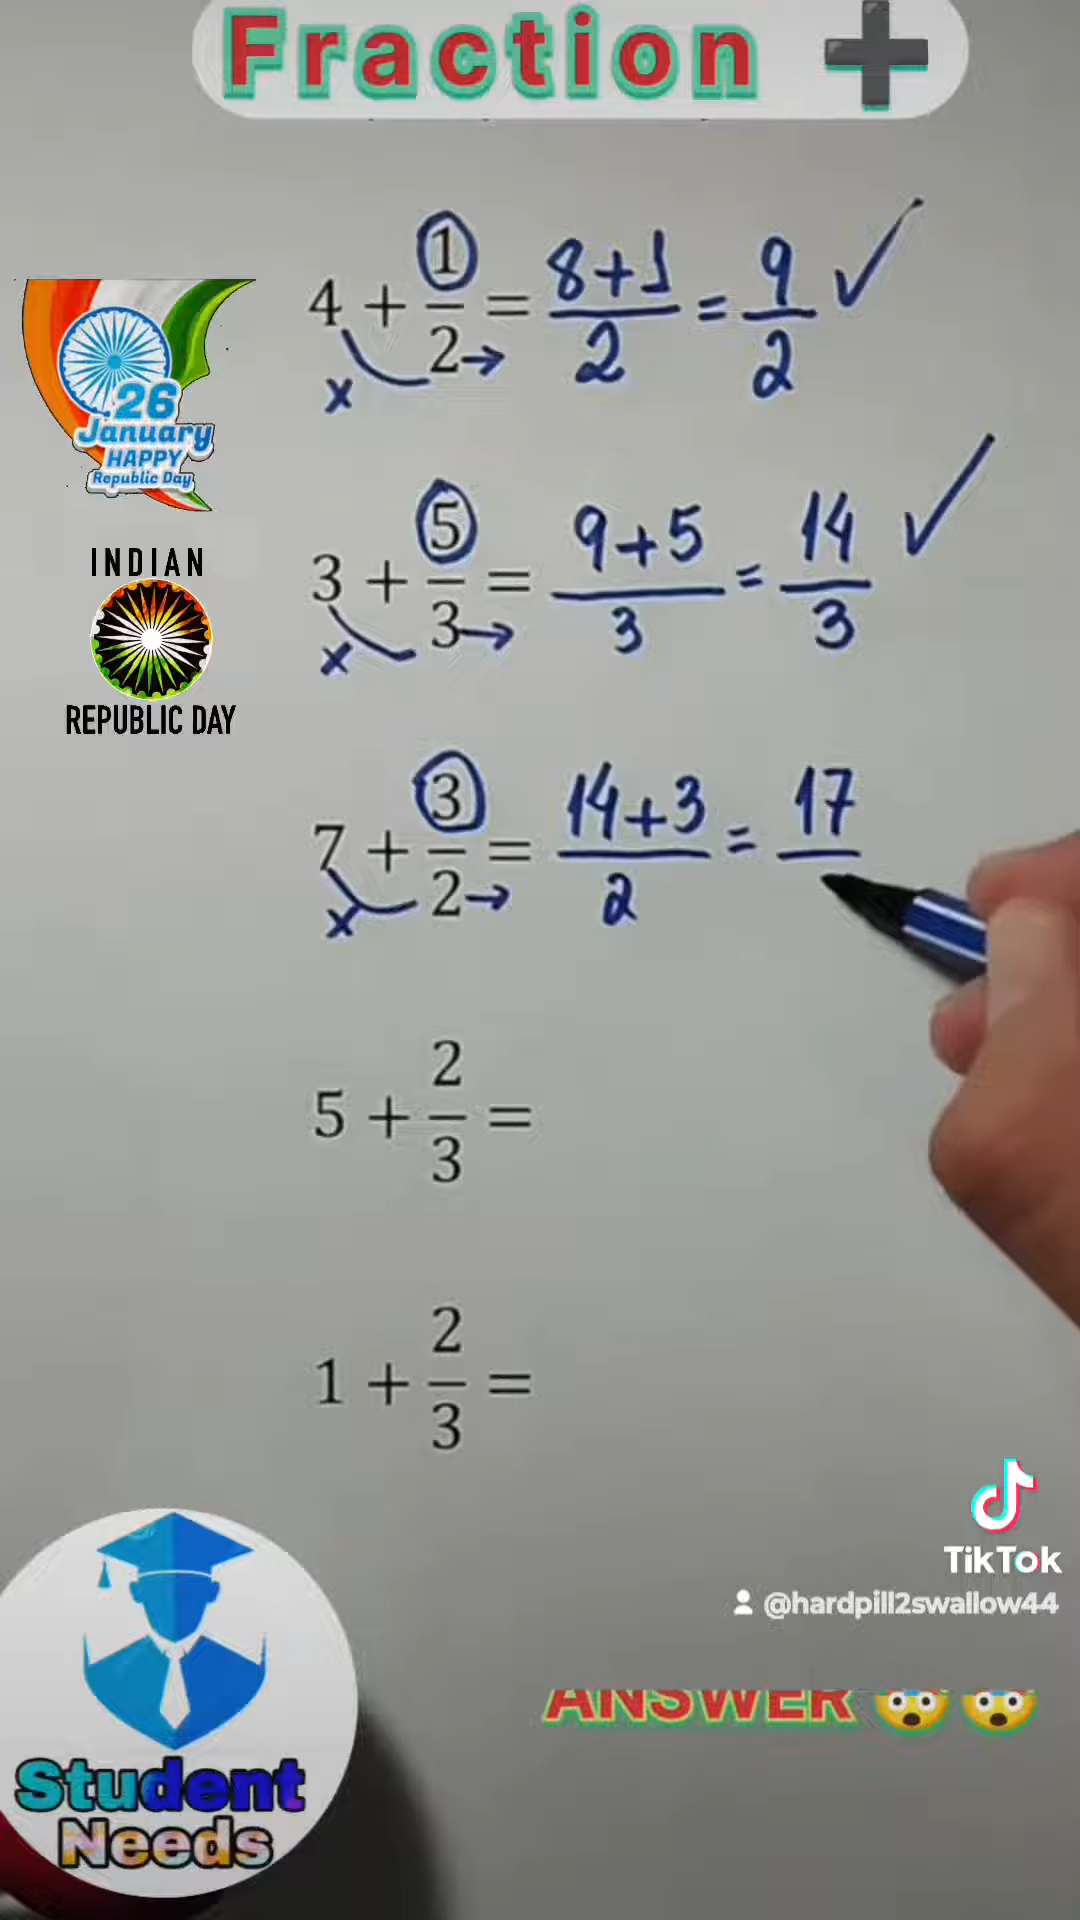 Fraction ➕
4 + 1/2 = 8+1/2 = 9/2 ✓
x
26
January
HAPPY
Republic Day
3 + 5/3 = 9+5/3 = 14/3 ✓
x
INDIAN
REPUBLIC DAY
7 + 3/2 = 14+3/2 = 17
x
5 + 2/3 =
1 + 2/3 =
TikTok
@hardpill2swallow44
ANSWER 😨😨
Student
Needs